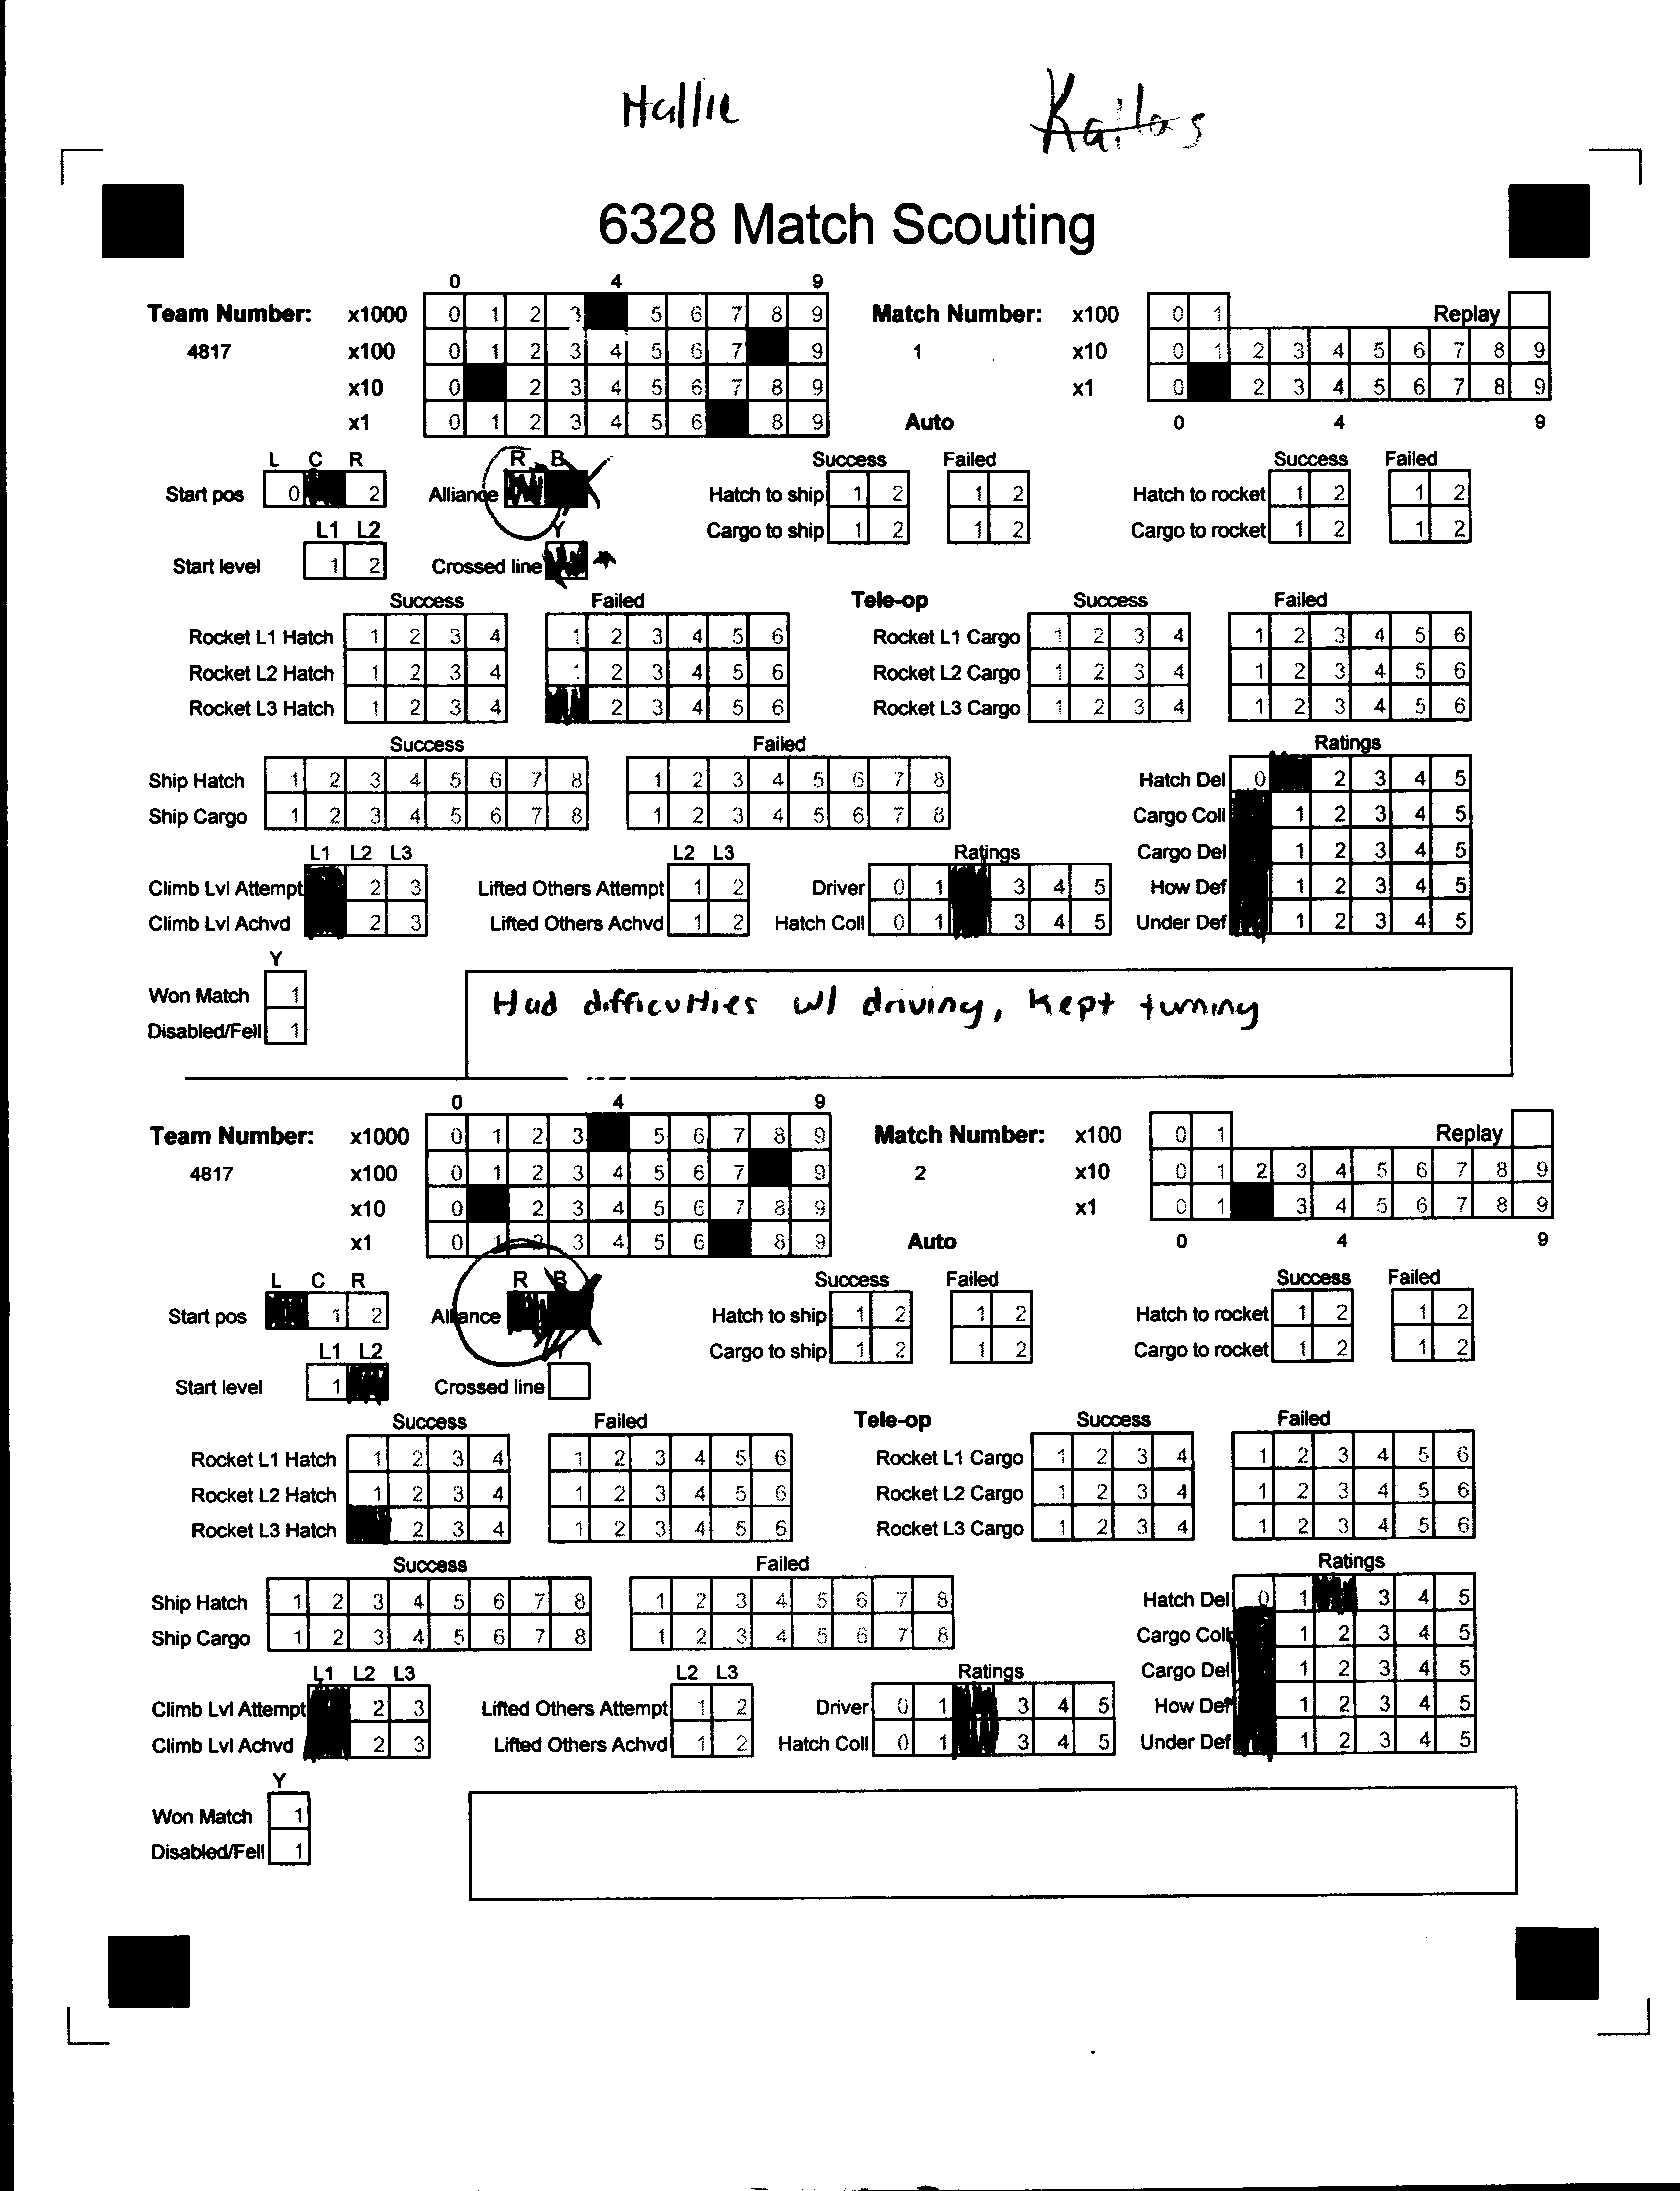 Hallie Kaitlos
6328 Match Scouting
0 4 9
Team Number: x1000 0 1 2 3 5 6 7 8 9 Match Number: x100 0 1 Replay
4817 x100 0 1 2 3 4 5 6 7 9 1 x10 0 1 2 3 4 5 6 7 8 9
x10 0 2 3 4 5 6 7 8 9 x1 0 2 3 4 5 6 7 8 9
x1 0 1 2 3 4 5 6 8 9 Auto 0 4 9
L C R R B Success Failed Success Failed
Start pos 0 2 Alliance Hatch to ship 1 2 1 2 Hatch to rocket 1 2 1 2
L1 L2 Y Cargo to ship 1 2 1 2 Cargo to rocket 1 2 1 2
Start level 1 2 Crossed line
Success Failed Tele-op Success Failed
Rocket L1 Hatch 1 2 3 4 1 2 3 4 5 6 Rocket L1 Cargo 1 2 3 4 1 2 3 4 5 6
Rocket L2 Hatch 1 2 3 4 1 2 3 4 5 6 Rocket L2 Cargo 1 2 3 4 1 2 3 4 5 6
Rocket L3 Hatch 1 2 3 4 2 3 4 5 6 Rocket L3 Cargo 1 2 3 4 1 2 3 4 5 6
Success Failed Ratings
Ship Hatch 1 2 3 4 5 6 7 8 1 2 3 4 5 6 7 8 Hatch Del 0 2 3 4 5
Ship Cargo 1 2 3 4 5 6 7 8 1 2 3 4 5 6 7 8 Cargo Coll 1 2 3 4 5
L1 L2 L3 L2 L3 Ratings Cargo Del 1 2 3 4 5
Climb Lvl Attempt 2 3 Lifted Others Attempt 1 2 Driver 0 1 3 4 5 How Def 1 2 3 4 5
Climb Lvl Achvd 2 3 Lifted Others Achvd 1 2 Hatch Coll 0 1 3 4 5 Under Def 1 2 3 4 5
Y
Won Match 1 Had difficulties w/ driving, kept turning
Disabled/Fell 1
0 4 9
Team Number: x1000 0 1 2 3 5 6 7 8 9 Match Number: x100 0 1 Replay
4817 x100 0 1 2 3 4 5 6 7 9 2 x10 0 1 2 3 4 5 6 7 8 9
x10 0 2 3 4 5 6 7 8 9 x1 0 1 3 4 5 6 7 8 9
x1 0 1 2 3 4 5 6 8 9 Auto 0 4 9
L C R R B Success Failed Success Failed
Start pos 1 2 Alliance Hatch to ship 1 2 1 2 Hatch to rocket 1 2 1 2
L1 L2 Y Cargo to ship 1 2 1 2 Cargo to rocket 1 2 1 2
Start level 1 Crossed line
Success Failed Tele-op Success Failed
Rocket L1 Hatch 1 2 3 4 1 2 3 4 5 6 Rocket L1 Cargo 1 2 3 4 1 2 3 4 5 6
Rocket L2 Hatch 1 2 3 4 1 2 3 4 5 6 Rocket L2 Cargo 1 2 3 4 1 2 3 4 5 6
Rocket L3 Hatch 2 3 4 1 2 3 4 5 6 Rocket L3 Cargo 1 2 3 4 1 2 3 4 5 6
Success Failed Ratings
Ship Hatch 1 2 3 4 5 6 7 8 1 2 3 4 5 6 7 8 Hatch Del 0 1 3 4 5
Ship Cargo 1 2 3 4 5 6 7 8 1 2 3 4 5 6 7 8 Cargo Coll 1 2 3 4 5
L1 L2 L3 L2 L3 Ratings Cargo Del 1 2 3 4 5
Climb Lvl Attempt 2 3 Lifted Others Attempt 1 2 Driver 0 1 3 4 5 How Def 1 2 3 4 5
Climb Lvl Achvd 2 3 Lifted Others Achvd 1 2 Hatch Coll 0 1 3 4 5 Under Def 1 2 3 4 5
Y
Won Match 1
Disabled/Fell 1